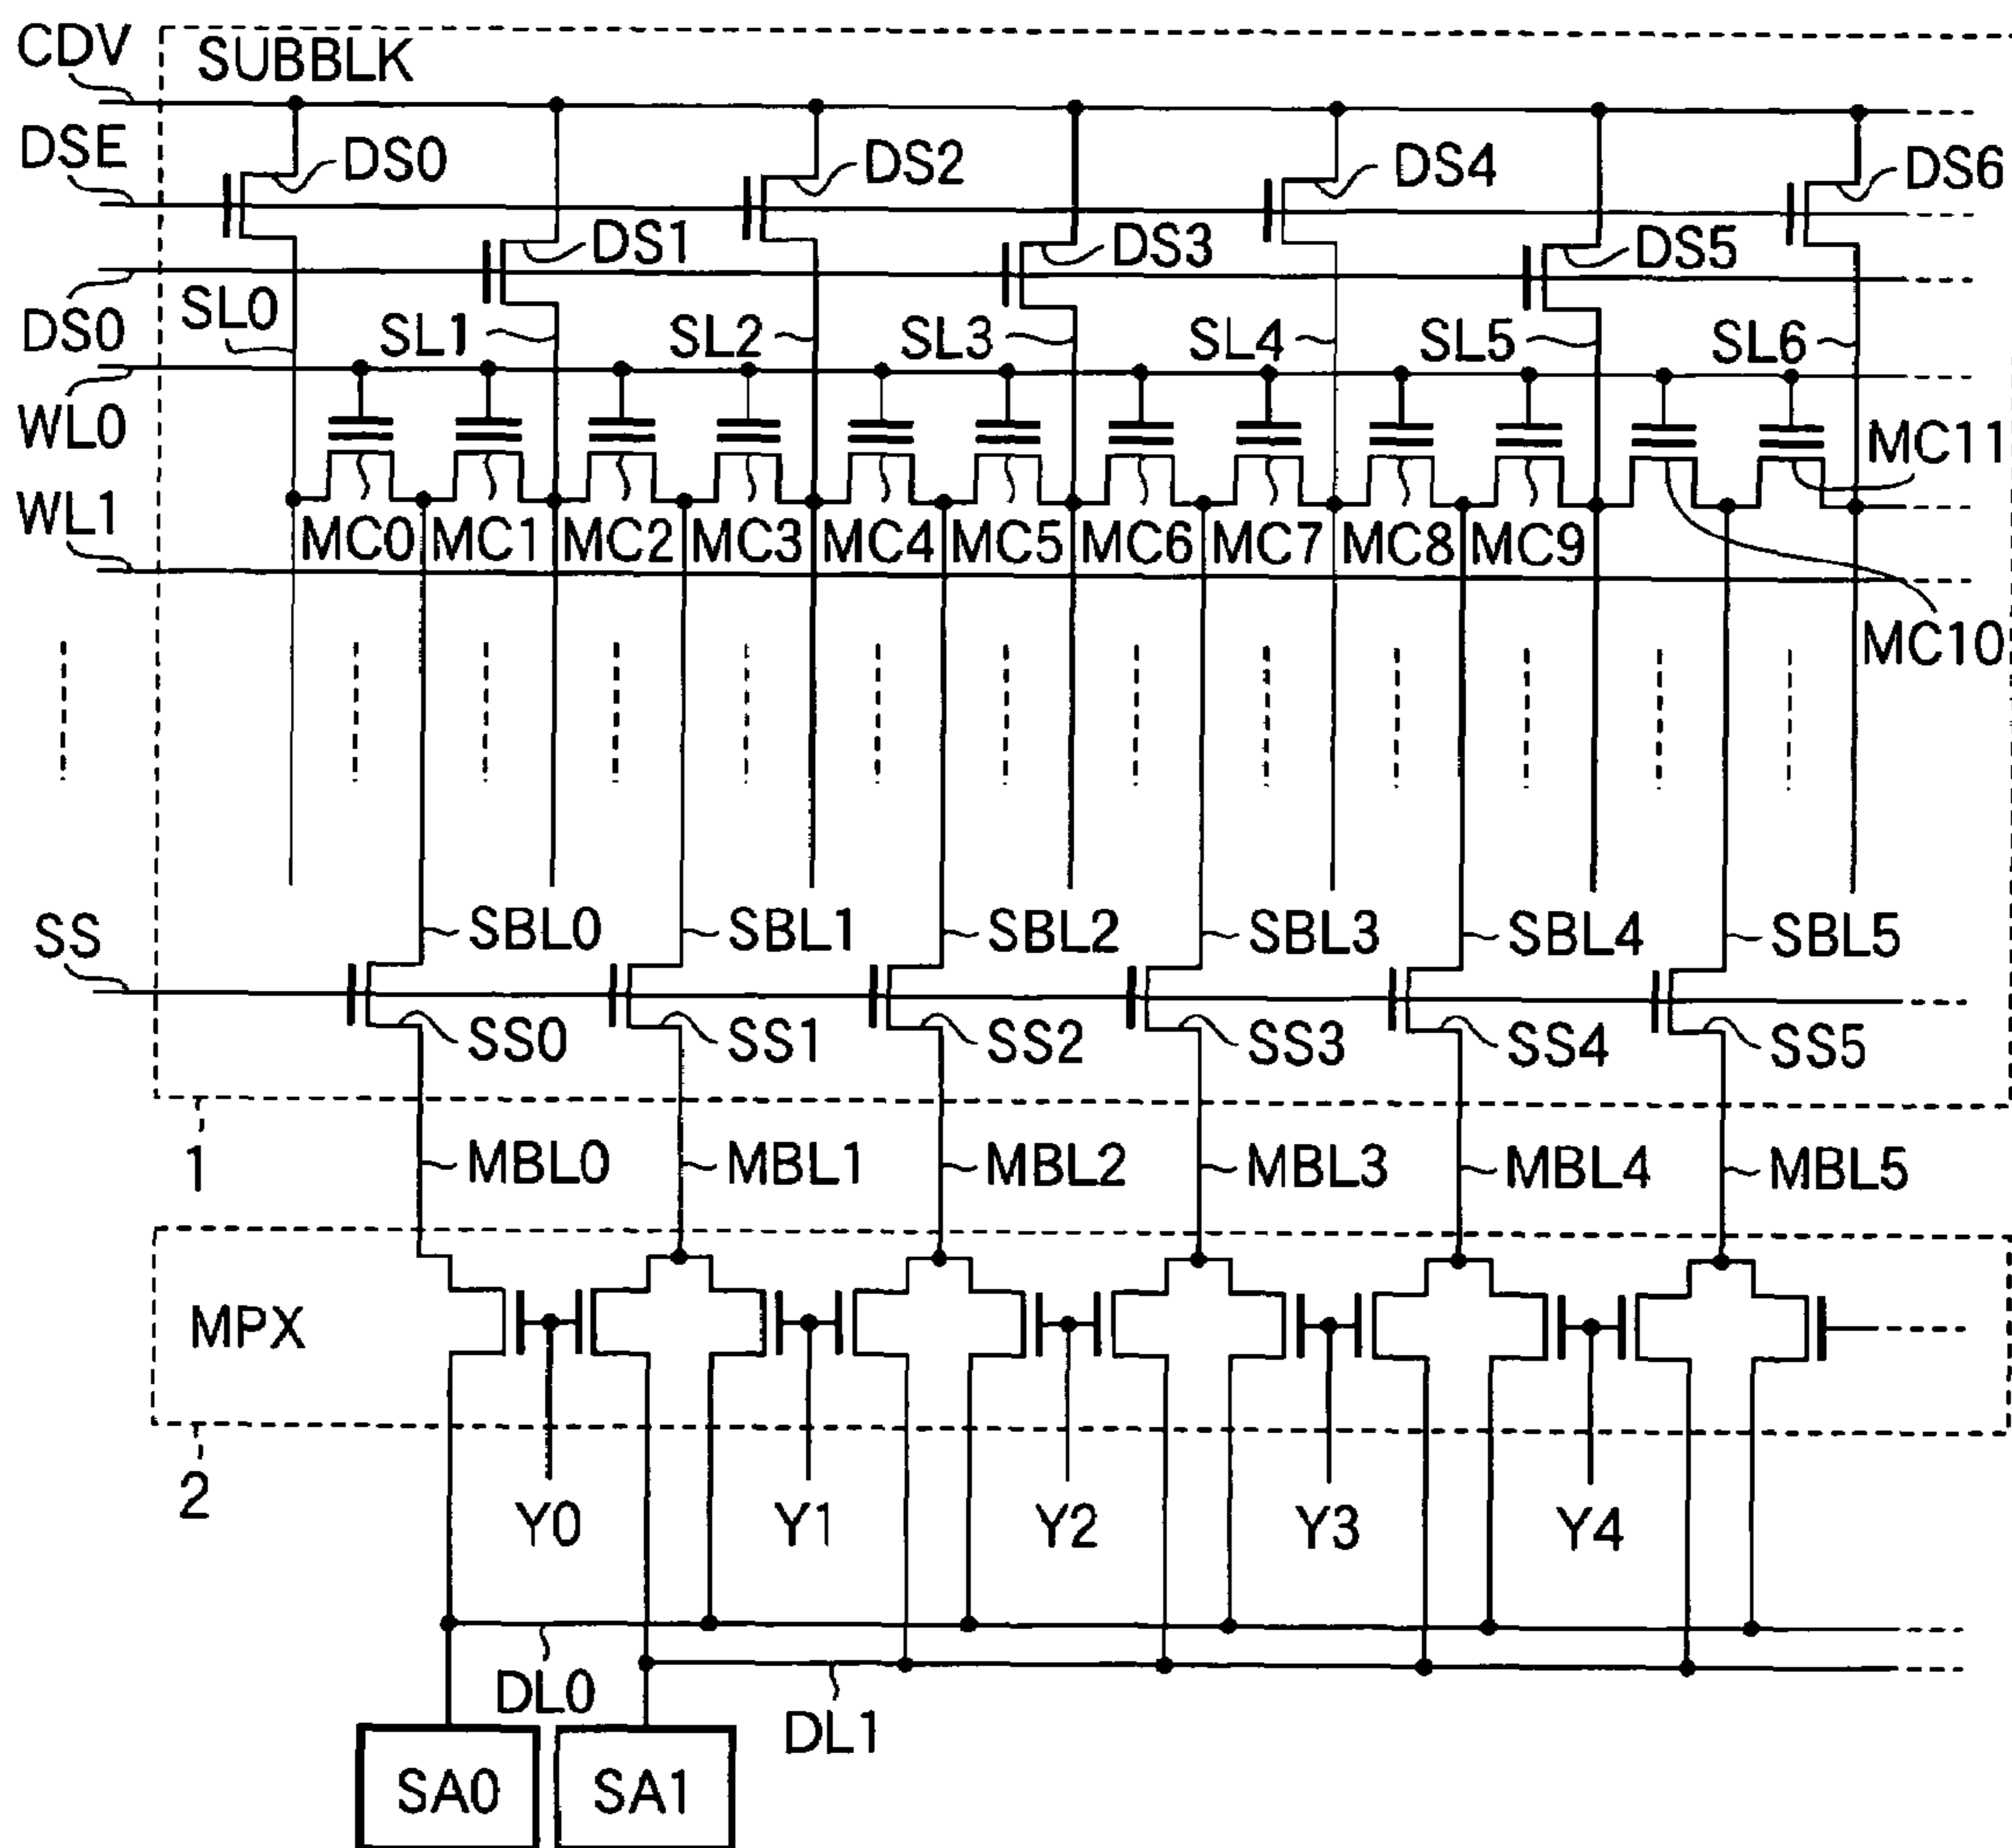 CDV
SUBBLK
DSE
DS0
DS2
DS4
DS6
DS1
DS3
DS5
DS0
SL0
SL1
SL2
SL3
SL4
SL5
SL6
WL0
MC11
WL1
MC0
MC1
MC2
MC3
MC4
MC5
MC6
MC7
MC8
MC9
MC10
SS
SBL0
SBL1
SBL2
SBL3
SBL4
SBL5
SS0
SS1
SS2
SS3
SS4
SS5
1
MBL0
MBL1
MBL2
MBL3
MBL4
MBL5
MPX
2
Y0
Y1
Y2
Y3
Y4
DL0
DL1
SA0
SA1